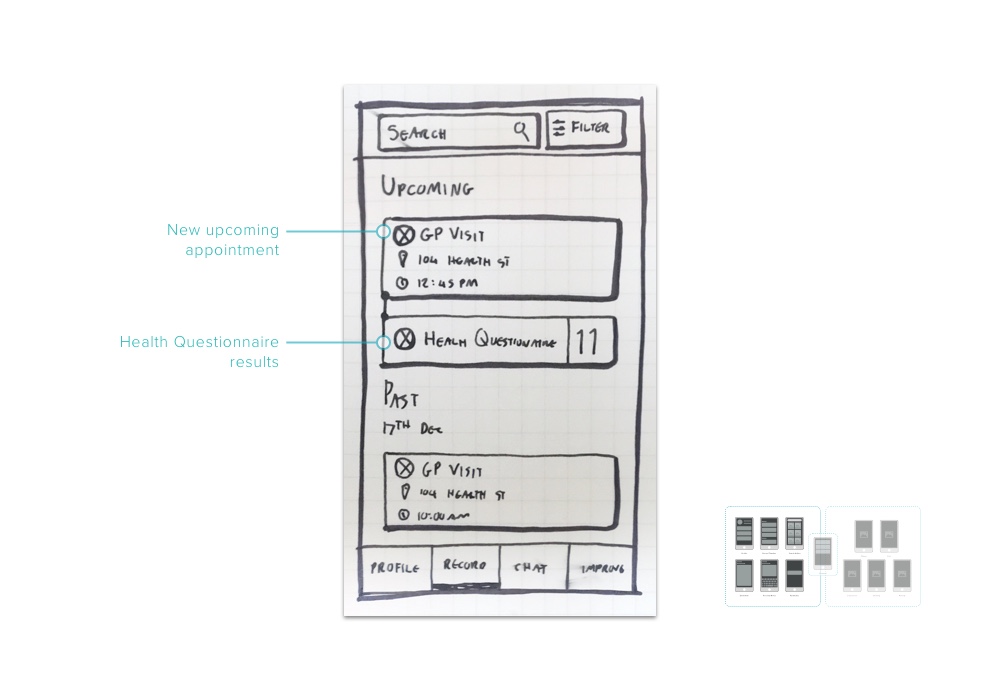 SEARCH
FILTER
UPCOMING
New upcoming
appointment
GP VISIT
104 HEALTH ST
12:45 PM
Health Questionnaire
results
HEALTH QUESTIONNAIRE
11
PAST
17TH DEC
GP VISIT
104 HEALTH ST
10:00 AM
PROFILE
RECORD
CHAT
IMPROVE